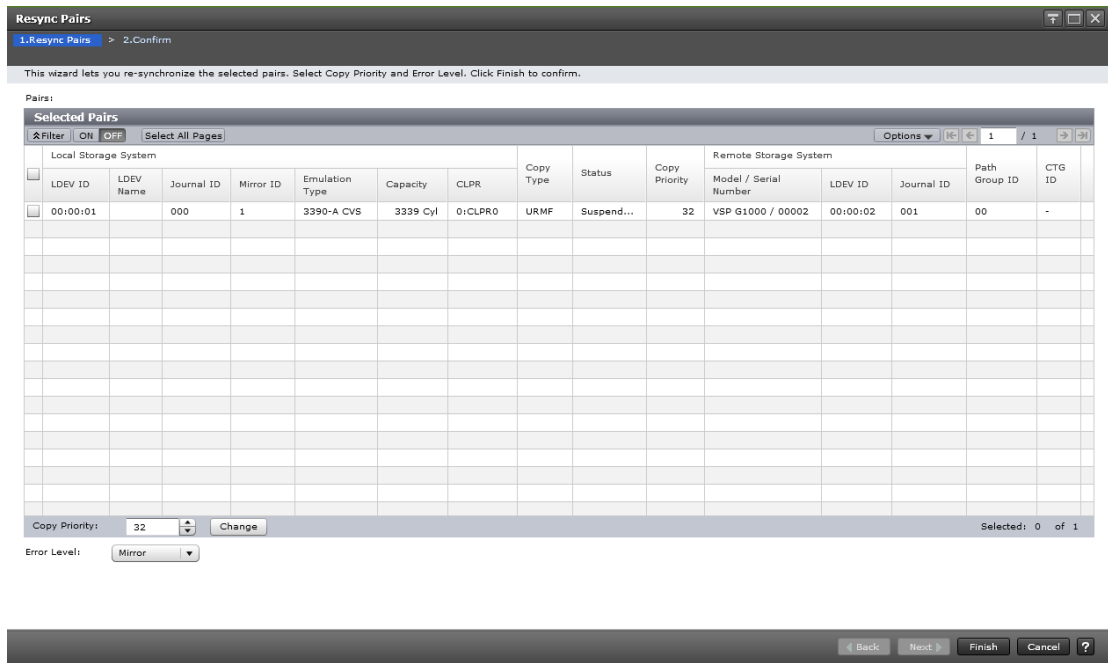 Resync Pairs
1.Resync Pairs > 2.Confirm
This wizard lets you re-synchronize the selected pairs. Select Copy Priority and Error Level. Click Finish to confirm.
Pairs:
Selected Pairs
Filter ON OFF Select All Pages Options 1 / 1
Local Storage System Copy Type Status Copy Priority Remote Storage System Path Group ID CTG ID
LDEV ID LDEV Name Journal ID Mirror ID Emulation Type Capacity CLPR Model / Serial Number LDEV ID Journal ID
00:00:01 000 1 3390-A CVS 3339 Cyl 0:CLPR0 URMF Suspend... 32 VSP G1000 / 00002 00:00:02 001 00 -
Copy Priority: 32 Change Selected: 0 of 1
Error Level: Mirror
Back Next Finish Cancel ?